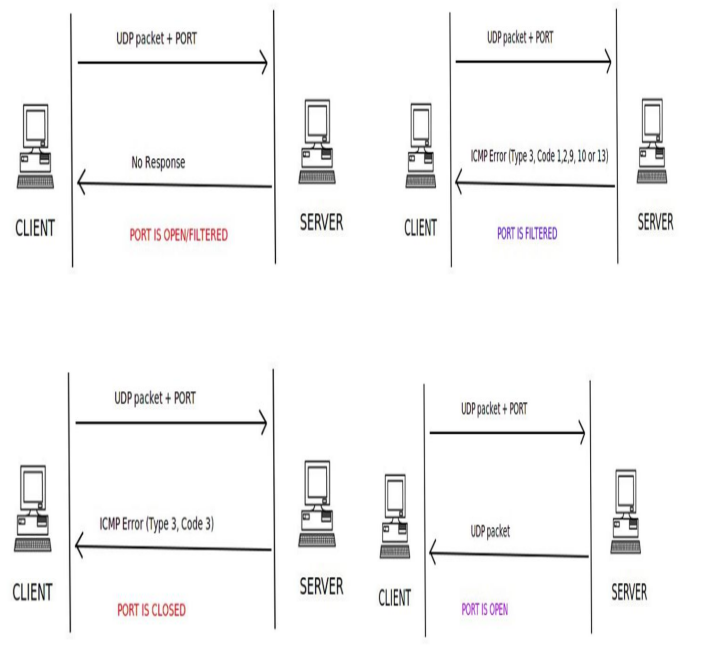 UDP packet + PORT
No Response
CLIENT
SERVER
PORT IS OPEN/FILTERED
UDP packet + PORT
ICMP Error (Type 3, Code 1,2,9, 10 or 13)
CLIENT
SERVER
PORT IS FILTERED
UDP packet + PORT
ICMP Error (Type 3, Code 3)
CLIENT
SERVER
PORT IS CLOSED
UDP packet + PORT
UDP packet
CLIENT
SERVER
PORT IS OPEN